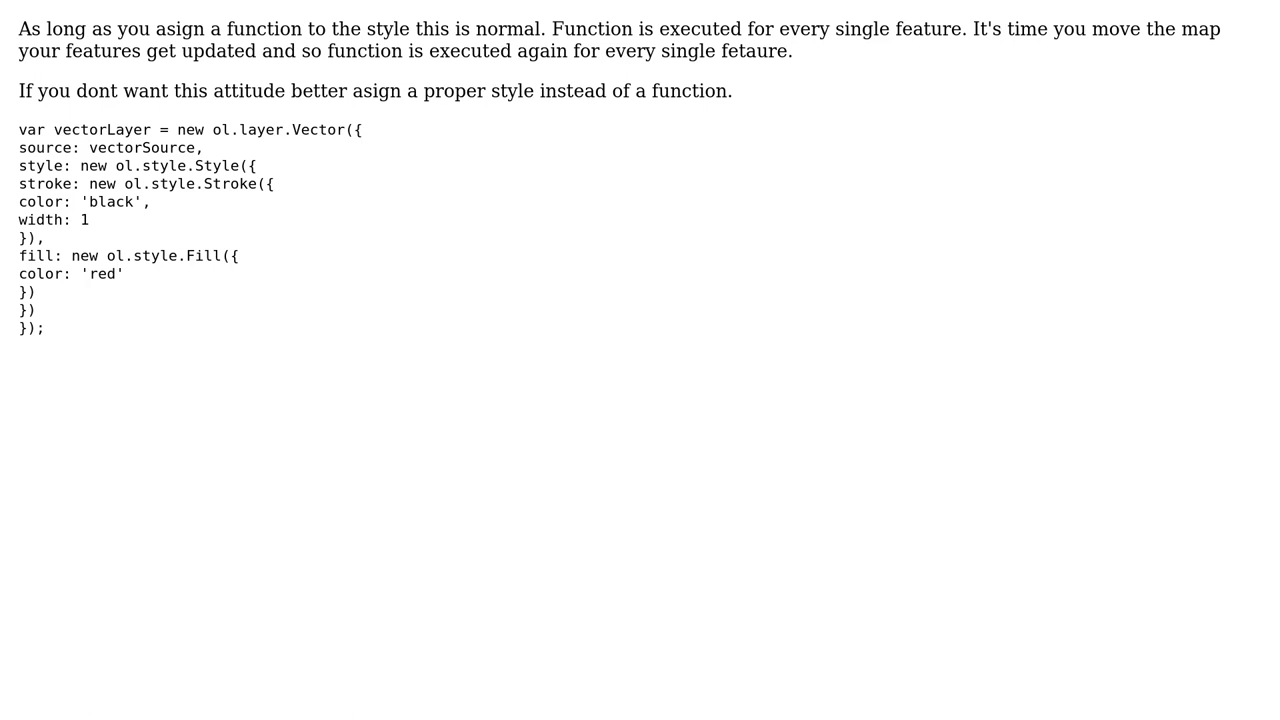 As long as you asign a function to the style this is normal. Function is executed for every single feature. It's time you move the map
your features get updated and so function is executed again for every single fetaure.
If you dont want this attitude better asign a proper style instead of a function.
var vectorLayer = new ol.layer.Vector({
source: vectorSource,
style: new ol.style.Style({
stroke: new ol.style.Stroke({
color: 'black',
width: 1
}),
fill: new ol.style.Fill({
color: 'red'
})
})
});